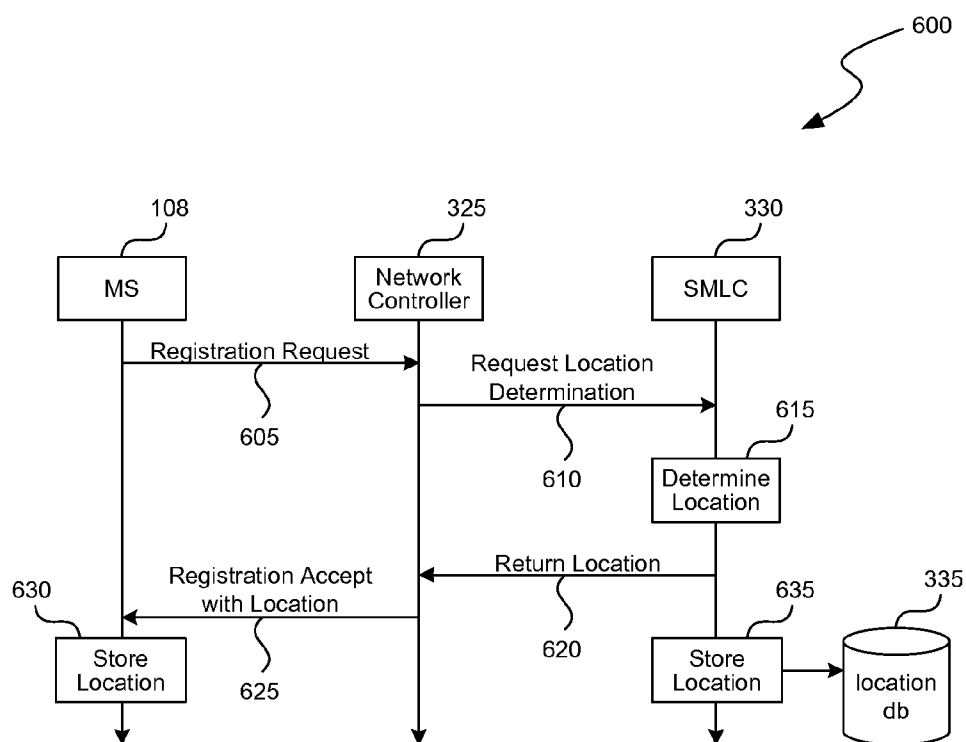 600
108
325
330
MS
Network
Controller
SMLC
Registration Request
605
Request Location
Determination
610
615
Determine
Location
Return Location
620
Registration Accept
with Location
625
630
Store
Location
635
Store
Location
335
location
db